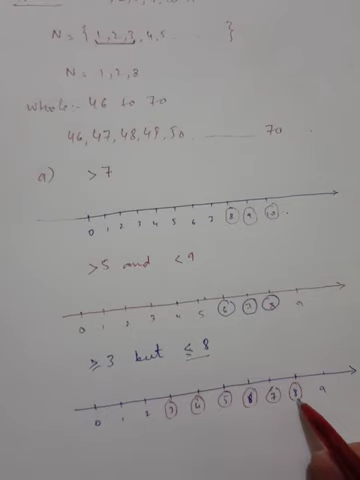 N = { 1, 2, 3, 4, 5 . . . . }
N = 1, 2, 3
whole :- 46 to 70
46, 47, 48, 49, 50 .......... 70 .
a) > 7
0 1 2 3 4 5 6 7 8 9 10 .
> 5 and < 9
0 1 2 3 4 5 6 7 8 9
≥ 3 but ≤ 8
0 1 2 3 4 5 6 7 8 9